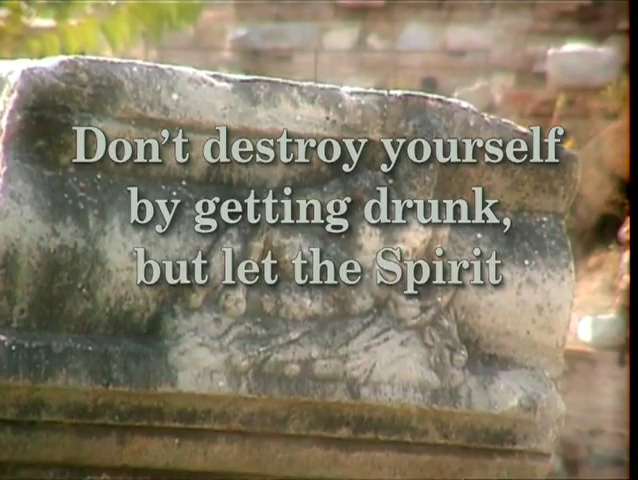 Don't destroy yourself
by getting drunk,
but let the Spirit